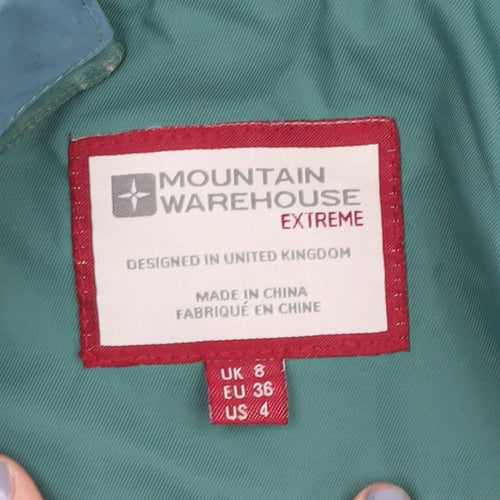 MOUNTAIN
WAREHOUSE
EXTREME
DESIGNED IN UNITED KINGDOM
MADE IN CHINA
FABRIQUÉ EN CHINE
UK 8
EU 36
US 4